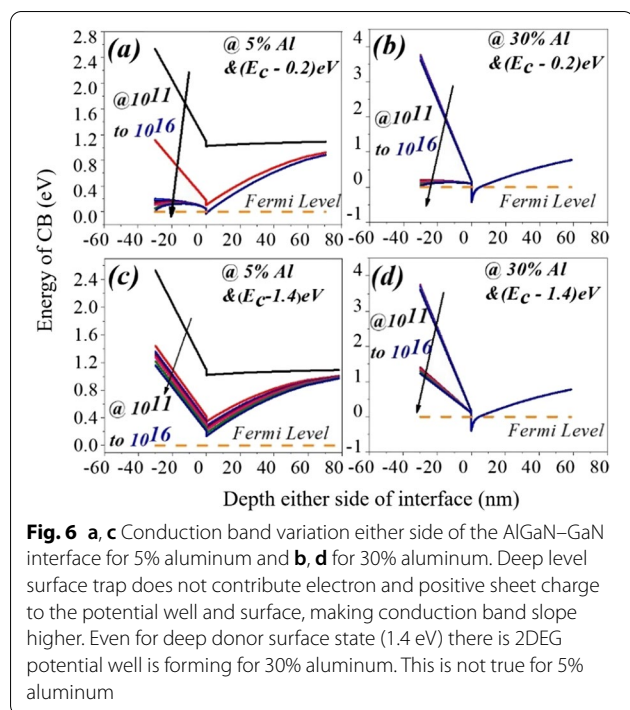 (a)
@ 5% Al
&(E_C - 0.2)eV
@10^11
to 10^16
Fermi Level
2.8
2.4
2.0
1.6
1.2
0.8
0.4
0.0
-60 -40 -20 0 20 40 60 80
(b)
@ 30% Al
&(E_C - 0.2)eV
@10^11
to 10^16
Fermi Level
4
3
2
1
0
-1
-60 -40 -20 0 20 40 60 80
(c)
@ 5% Al
&(E_C-1.4)eV
@ 10^11
to 10^16
Fermi Level
2.4
2.0
1.6
1.2
0.8
0.4
0.0
-60 -40 -20 0 20 40 60 80
(d)
@ 30% Al
&(E_C - 1.4)eV
@10^11
to 10^16
Fermi Level
4
3
2
1
0
-1
-60 -40 -20 0 20 40 60 80
Energy of CB (eV)
Depth either side of interface (nm)
Fig. 6 a, c Conduction band variation either side of the AlGaN–GaN
interface for 5% aluminum and b, d for 30% aluminum. Deep level
surface trap does not contribute electron and positive sheet charge
to the potential well and surface, making conduction band slope
higher. Even for deep donor surface state (1.4 eV) there is 2DEG
potential well is forming for 30% aluminum. This is not true for 5%
aluminum